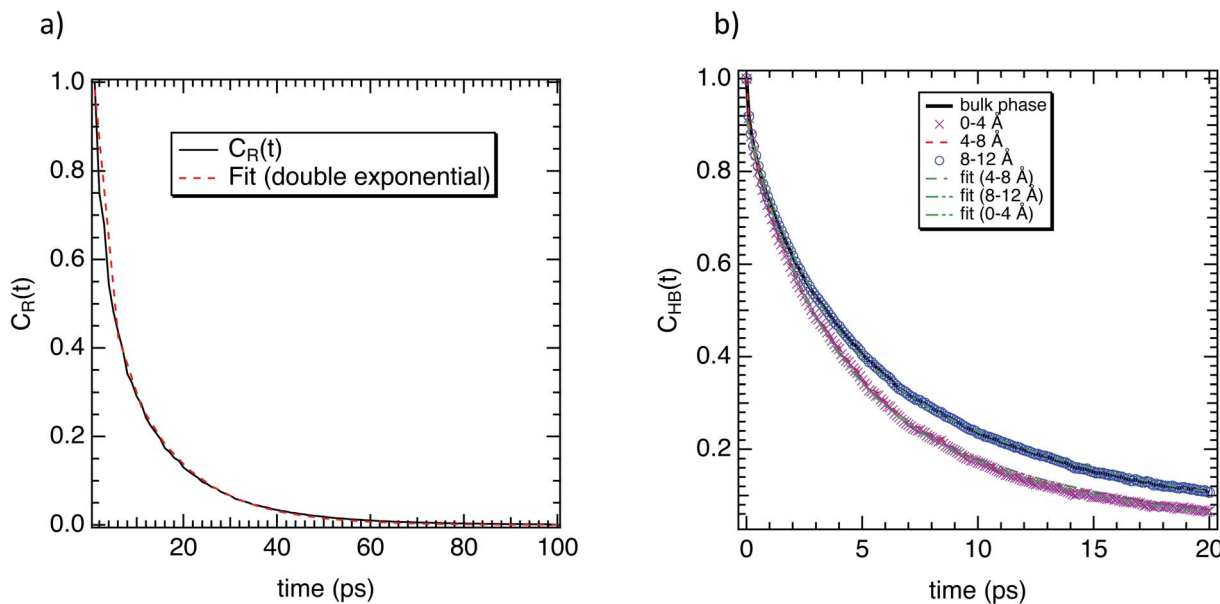 a)
1.0
0.8
0.6
0.4
0.2
0.0
C_R(t)
C_R(t)
Fit (double exponential)
20
40
60
80
100
time (ps)
b)
1.0
0.8
0.6
0.4
0.2
C_HB(t)
bulk phase
0-4 Å
4-8 Å
8-12 Å
fit (4-8 Å)
fit (8-12 Å)
fit (0-4 Å)
0
5
10
15
20
time (ps)